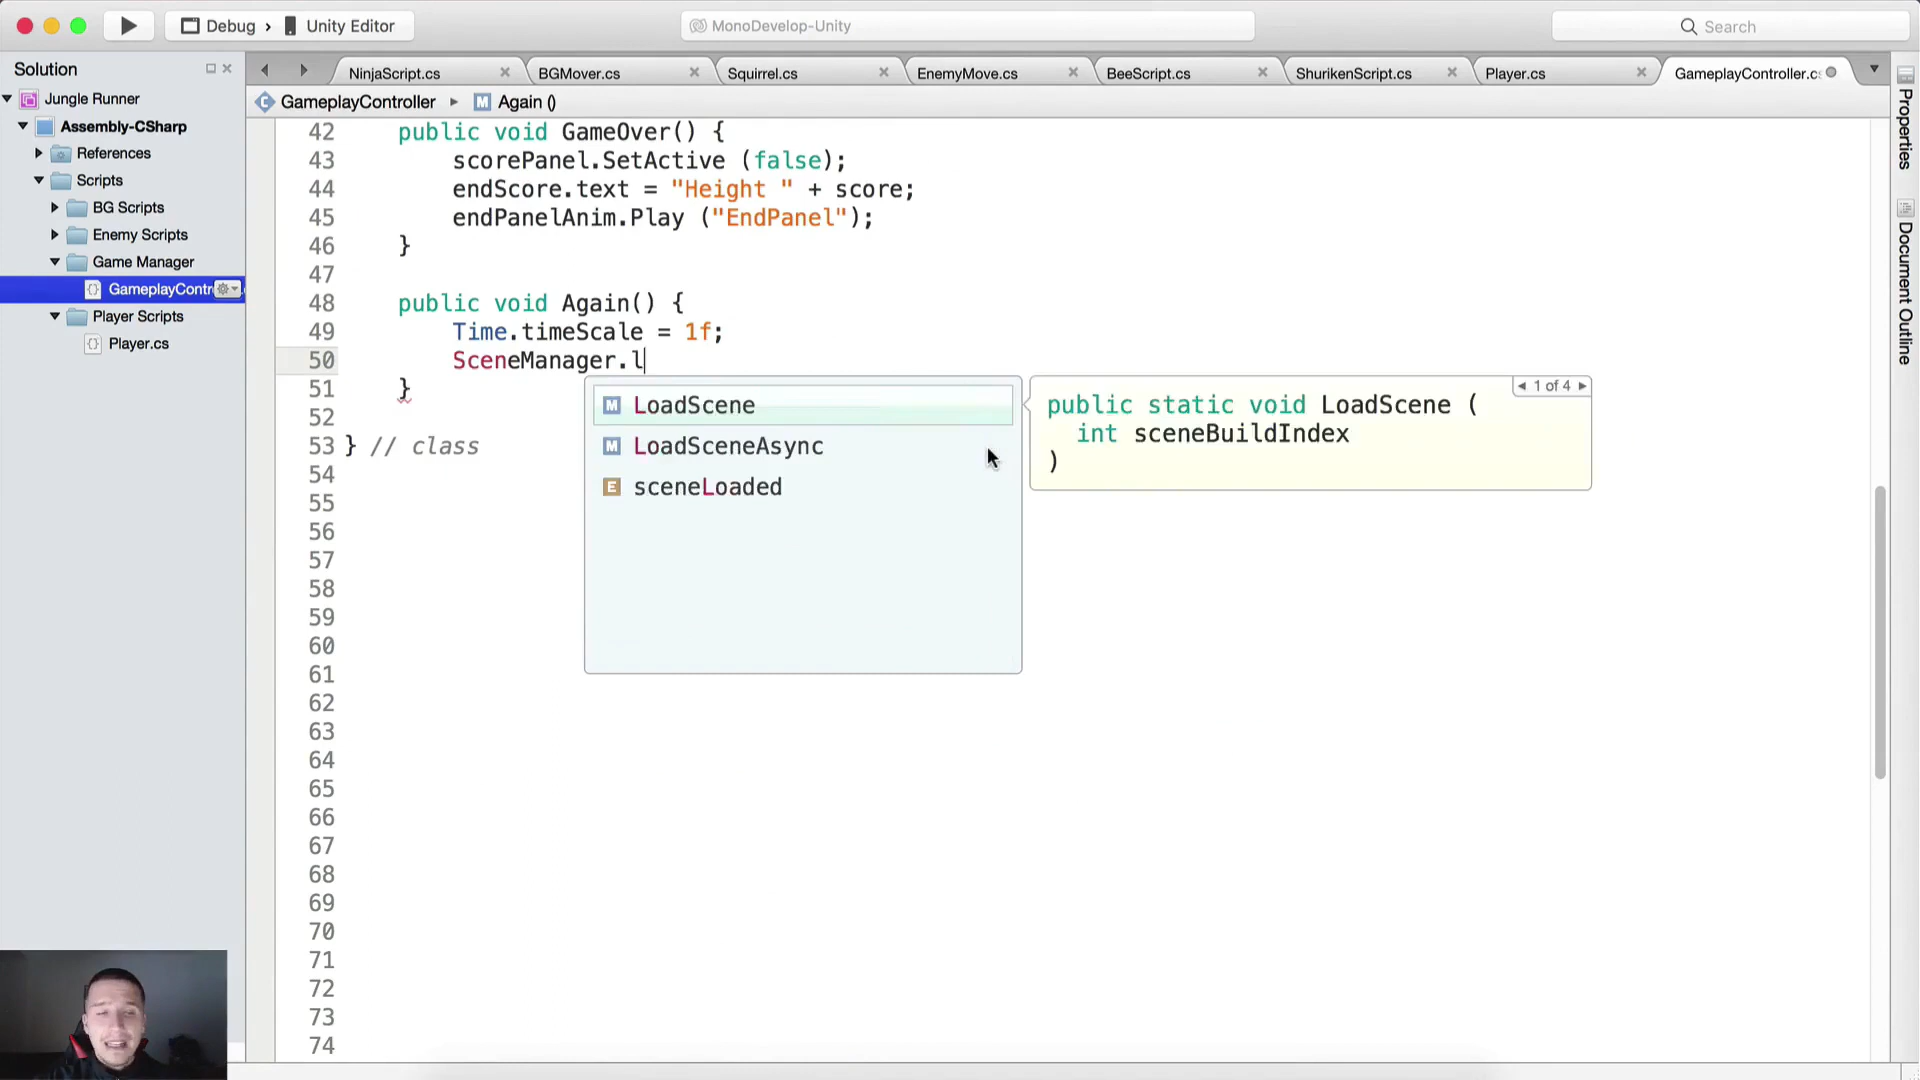 Debug > Unity Editor
MonoDevelop-Unity
Search
Solution
NinjaScript.cs
BGMover.cs
Squirrel.cs
EnemyMove.cs
BeeScript.cs
ShurikenScript.cs
Player.cs
GameplayController.c
Jungle Runner
Assembly-CSharp
References
Scripts
BG Scripts
Enemy Scripts
Game Manager
GameplayContr
Player Scripts
Player.cs
GameplayController ▸ M Again ()
42 public void GameOver() {
43 scorePanel.SetActive (false);
44 endScore.text = "Height " + score;
45 endPanelAnim.Play ("EndPanel");
46 }
47
48 public void Again() {
49 Time.timeScale = 1f;
50 SceneManager.l
51 }
52
53 } // class
54
55
56
57
58
59
60
61
62
63
64
65
66
67
68
69
70
71
72
73
74
M LoadScene
M LoadSceneAsync
E sceneLoaded
1 of 4
public static void LoadScene (
int sceneBuildIndex
)
Properties
Document Outline